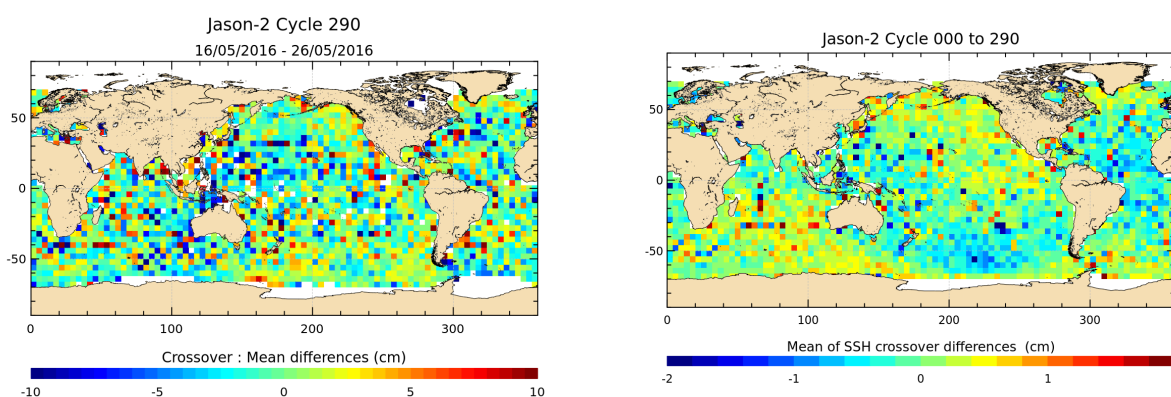 Jason-2 Cycle 290
16/05/2016 - 26/05/2016
50
0
-50
0 100 200 300
Crossover : Mean differences (cm)
-10 -5 0 5 10
Jason-2 Cycle 000 to 290
50
0
-50
0 100 200 300
Mean of SSH crossover differences (cm)
-2 -1 0 1